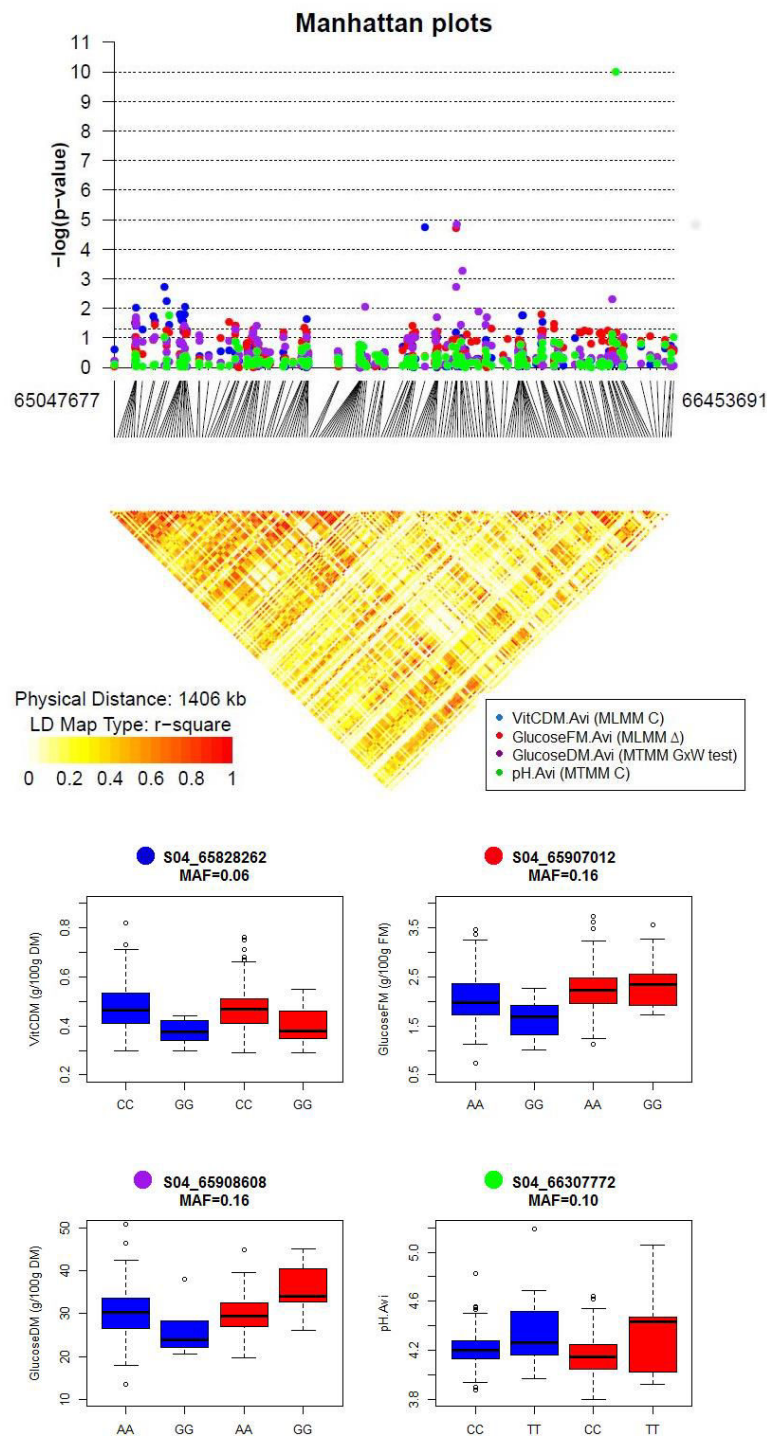 Manhattan plots
11
10
9
8
7
6
5
4
3
2
1
0
−log(p−value)
65047677 66453691
Physical Distance: 1406 kb
LD Map Type: r−square
0 0.2 0.4 0.6 0.8 1
VitCDM.Avi (MLMM C)
GlucoseFM.Avi (MLMM Δ)
GlucoseDM.Avi (MTMM GxW test)
pH.Avi (MTMM C)
S04_65828262
MAF=0.06
VitCDM (g/100g DM)
0.8
0.6
0.4
0.2
CC GG CC GG
S04_65907012
MAF=0.16
GlucoseFM (g/100g FM)
3.5
2.5
1.5
0.5
AA GG AA GG
S04_65908608
MAF=0.16
GlucoseDM (g/100g DM)
50
40
30
20
10
AA GG AA GG
S04_66307772
MAF=0.10
pH.Avi
5.0
4.6
4.2
3.8
CC TT CC TT